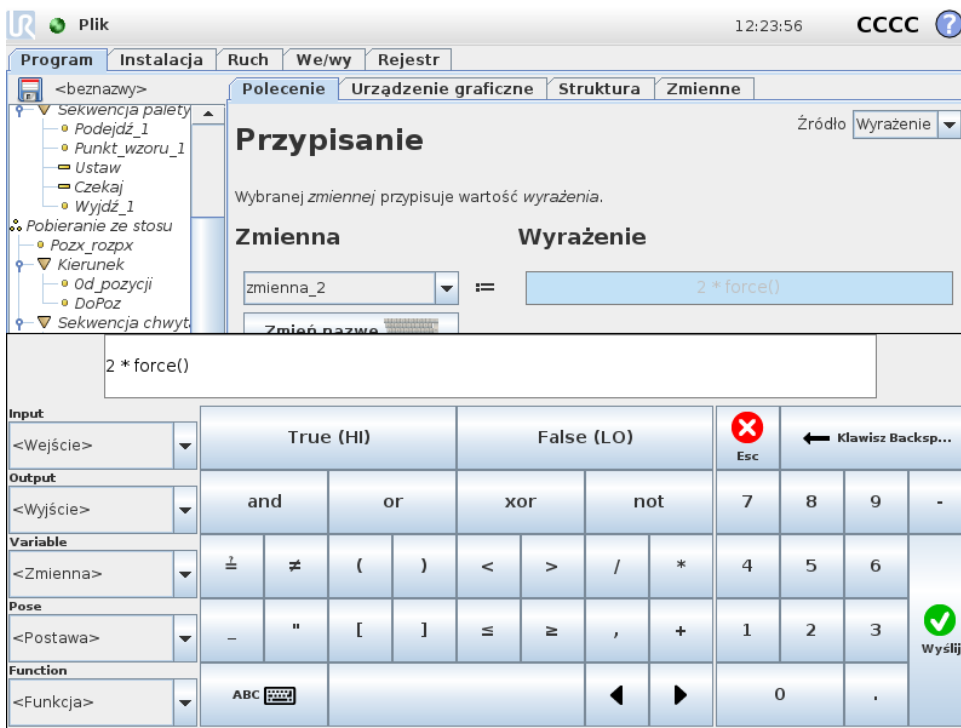 UR Plik 12:23:56 CCCC ?
Program Instalacja Ruch We/wy Rejestr
<beznazwy> Polecenie Urządzenie graficzne Struktura Zmienne
Sekwencja palety
Podejdź_1
Punkt_wzoru_1
Ustaw
Czekaj
Wyjdź_1
Pobieranie ze stosu
Pozx_rozpx
Kierunek
Od_pozycji
DoPoz
Sekwencja chwyt
Przypisanie
Źródło Wyrażenie
Wybranej zmiennej przypisuje wartość wyrażenia.
Zmienna Wyrażenie
zmienna_2 := 2 * force()
Zmień nazwę
2 * force()
Input
<Wejście>
Output
<Wyjście>
Variable
<Zmienna>
Pose
<Postawa>
Function
<Funkcja>
True (HI) False (LO) Esc Klawisz Backsp...
and or xor not 7 8 9 -
≟ ≠ ( ) < > / * 4 5 6
_ " [ ] ≤ ≥ , + 1 2 3 Wyślij
ABC 0 .